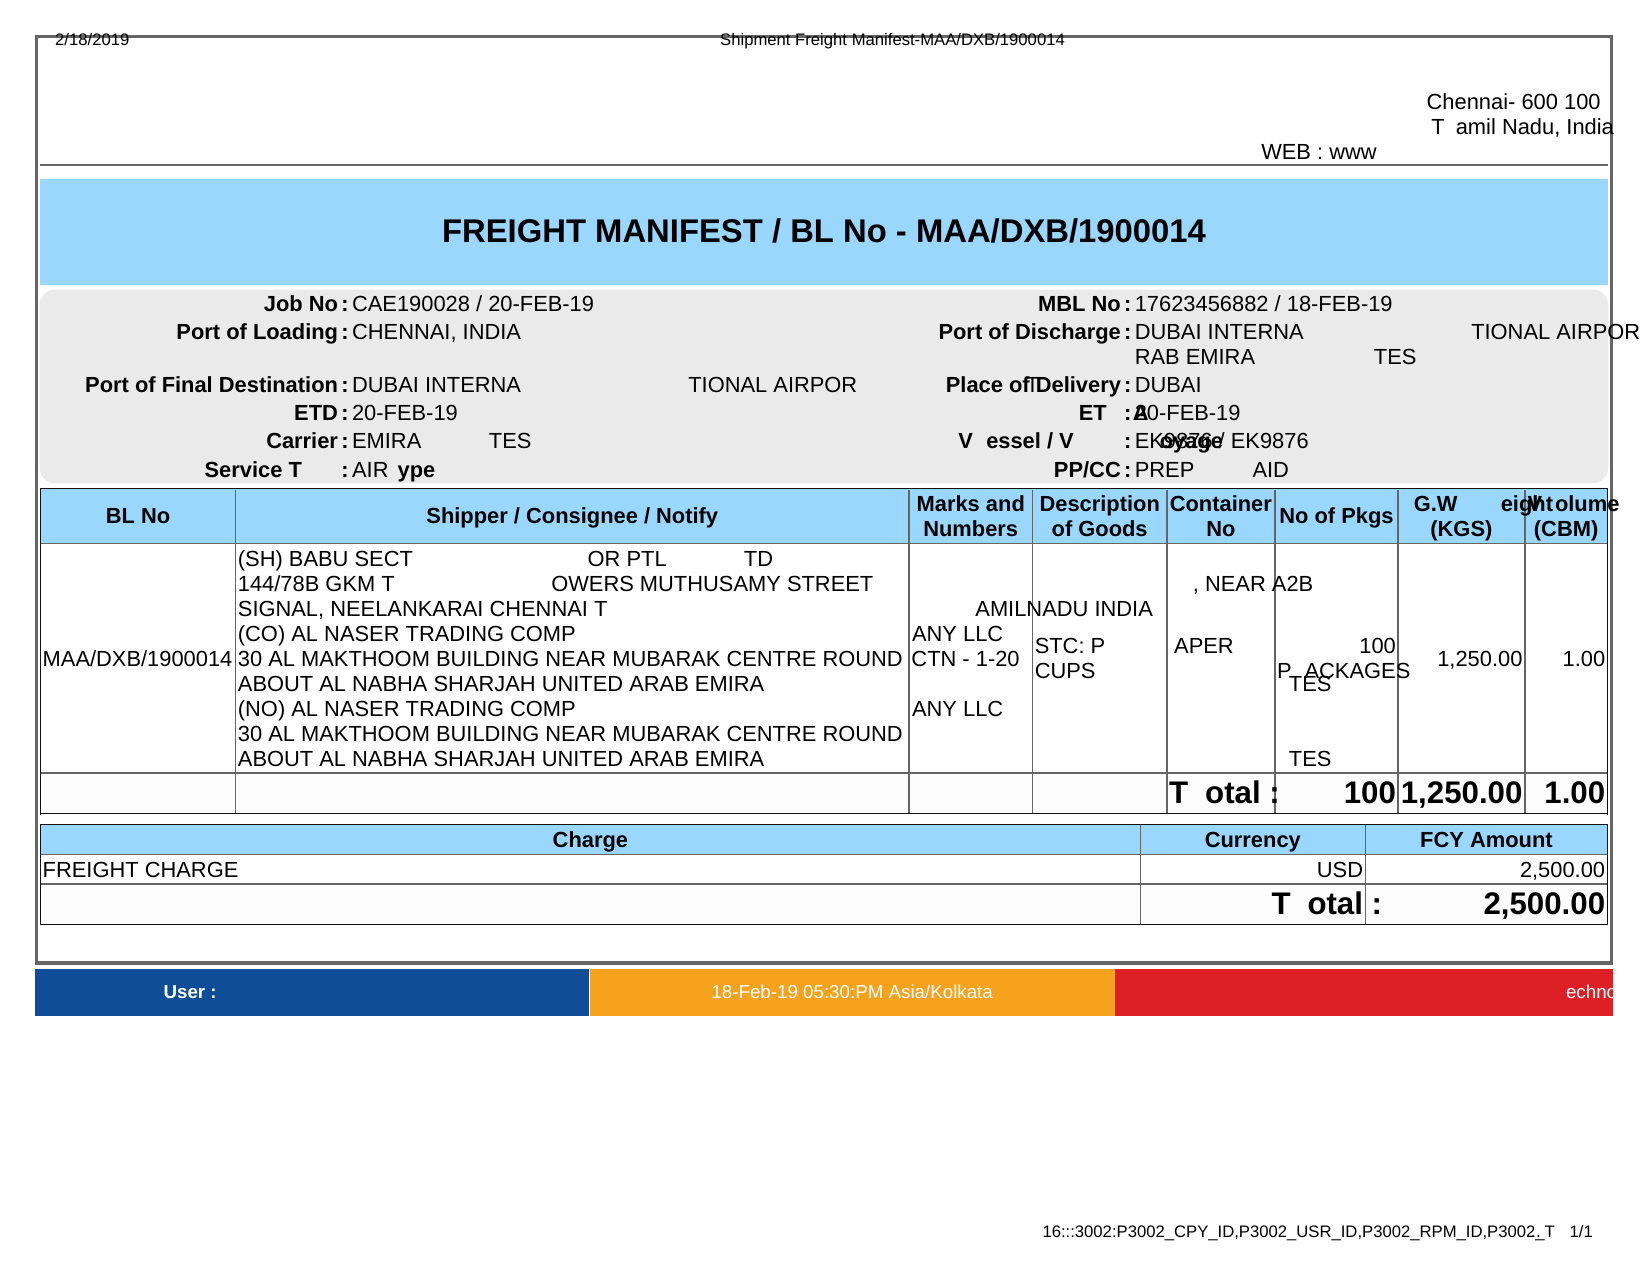 2/18/2019 Shipment Freight Manifest-MAA/DXB/1900014
Chennai- 600 100
T amil Nadu, India
WEB : www
FREIGHT MANIFEST / BL No - MAA/DXB/1900014
Job No : CAE190028 / 20-FEB-19 MBL No : 17623456882 / 18-FEB-19
Port of Loading : CHENNAI, INDIA Port of Discharge : DUBAI INTERNA TIONAL AIRPOR
RAB EMIRA TES
Port of Final Destination : DUBAI INTERNA TIONAL AIRPOR T Place of Delivery : DUBAI
ETD : 20-FEB-19 ET A : 20-FEB-19
Carrier : EMIRA TES V essel / V oyage : EK9876 / EK9876
Service T ype : AIR PP/CC : PREP AID
BL No Shipper / Consignee / Notify Marks and Numbers Description of Goods Container No No of Pkgs G.W eight (KGS) V olume (CBM)
(SH) BABU SECT OR PTL TD
144/78B GKM T OWERS MUTHUSAMY STREET , NEAR A2B
SIGNAL, NEELANKARAI CHENNAI T AMILNADU INDIA
(CO) AL NASER TRADING COMP ANY LLC
MAA/DXB/1900014 30 AL MAKTHOOM BUILDING NEAR MUBARAK CENTRE ROUND CTN - 1-20 STC: P APER CUPS 100 P ACKAGES 1,250.00 1.00
ABOUT AL NABHA SHARJAH UNITED ARAB EMIRA TES
(NO) AL NASER TRADING COMP ANY LLC
30 AL MAKTHOOM BUILDING NEAR MUBARAK CENTRE ROUND
ABOUT AL NABHA SHARJAH UNITED ARAB EMIRA TES
T otal : 100 1,250.00 1.00
Charge Currency FCY Amount
FREIGHT CHARGE USD 2,500.00
T otal : 2,500.00
User : 18-Feb-19 05:30:PM Asia/Kolkata echno
16:::3002:P3002_CPY_ID,P3002_USR_ID,P3002_RPM_ID,P3002_T 1/1